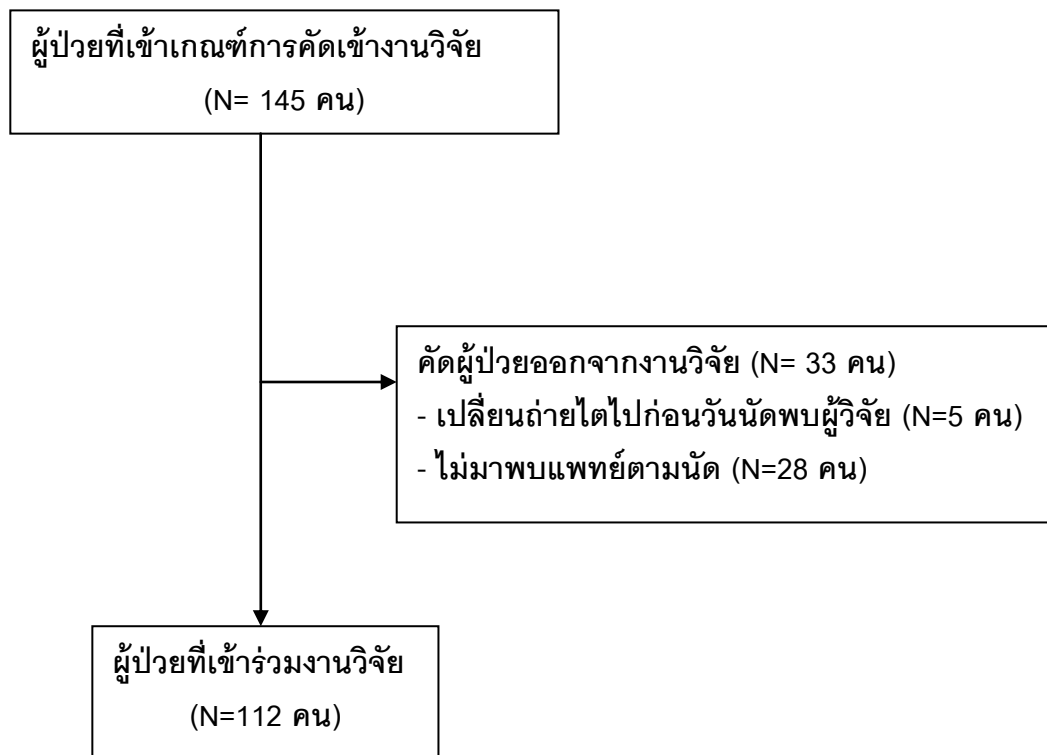 ผู้ป่วยที่เข้าเกณฑ์การคัดเข้างานวิจัย
(N= 145 คน)
คัดผู้ป่วยออกจากงานวิจัย (N= 33 คน)
- เปลี่ยนถ่ายไตไปก่อนวันนัดพบผู้วิจัย (N=5 คน)
- ไม่มาพบแพทย์ตามนัด (N=28 คน)
ผู้ป่วยที่เข้าร่วมงานวิจัย
(N=112 คน)